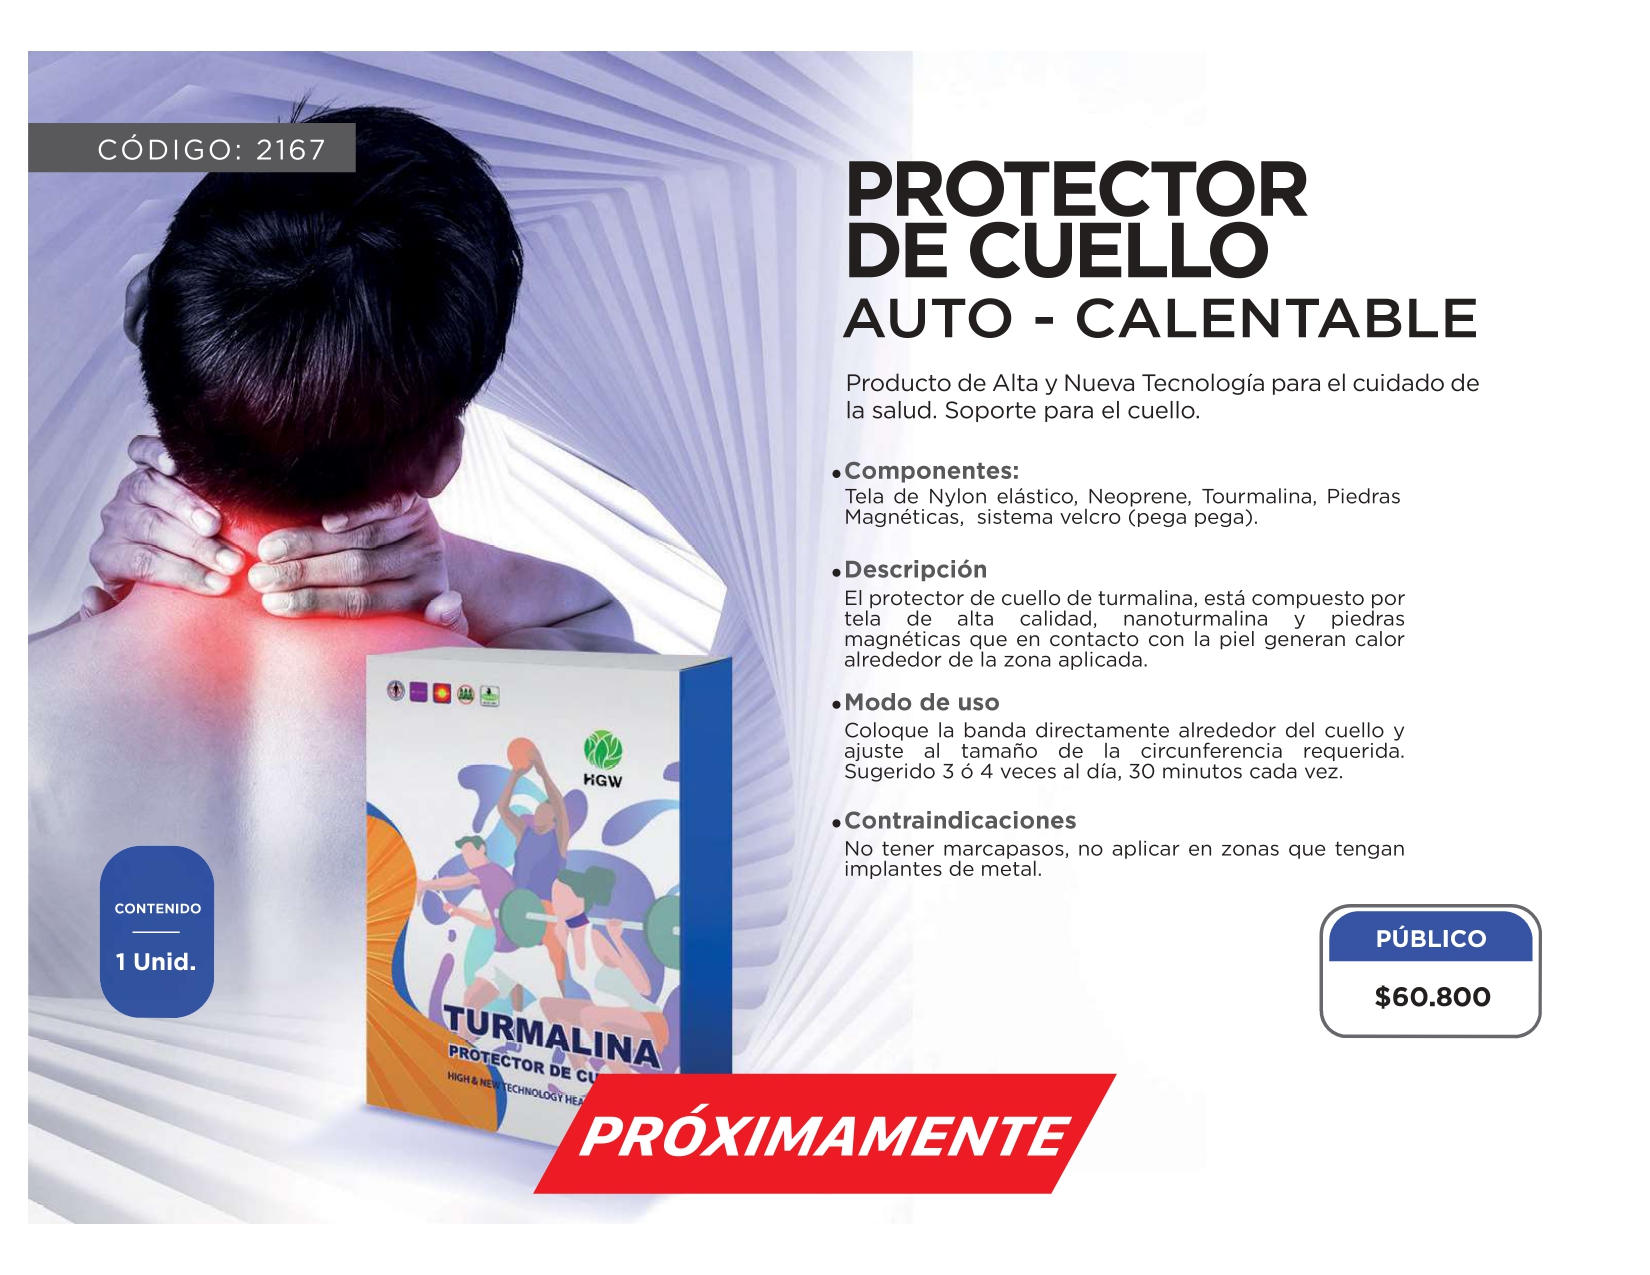 CÓDIGO: 2167
PROTECTOR
DE CUELLO
AUTO - CALENTABLE
Producto de Alta y Nueva Tecnología para el cuidado de
la salud. Soporte para el cuello.
Componentes:
Tela de Nylon elástico, Neoprene, Tourmalina, Piedras
Magnéticas, sistema velcro (pega pega).
Descripción
El protector de cuello de turmalina, está compuesto por
tela de alta calidad, nanoturmalina y piedras
magnéticas que en contacto con la piel generan calor
alrededor de la zona aplicada.
Modo de uso
Coloque la banda directamente alrededor del cuello y
ajuste al tamaño de la circunferencia requerida.
Sugerido 3 ó 4 veces al día, 30 minutos cada vez.
Contraindicaciones
No tener marcapasos, no aplicar en zonas que tengan
implantes de metal.
HGW
CONTENIDO
1 Unid.
PÚBLICO
$60.800
TURMALINA
PROTECTOR DE CU
HIGH & NEW TECHNOLOGY HEA
PRÓXIMAMENTE